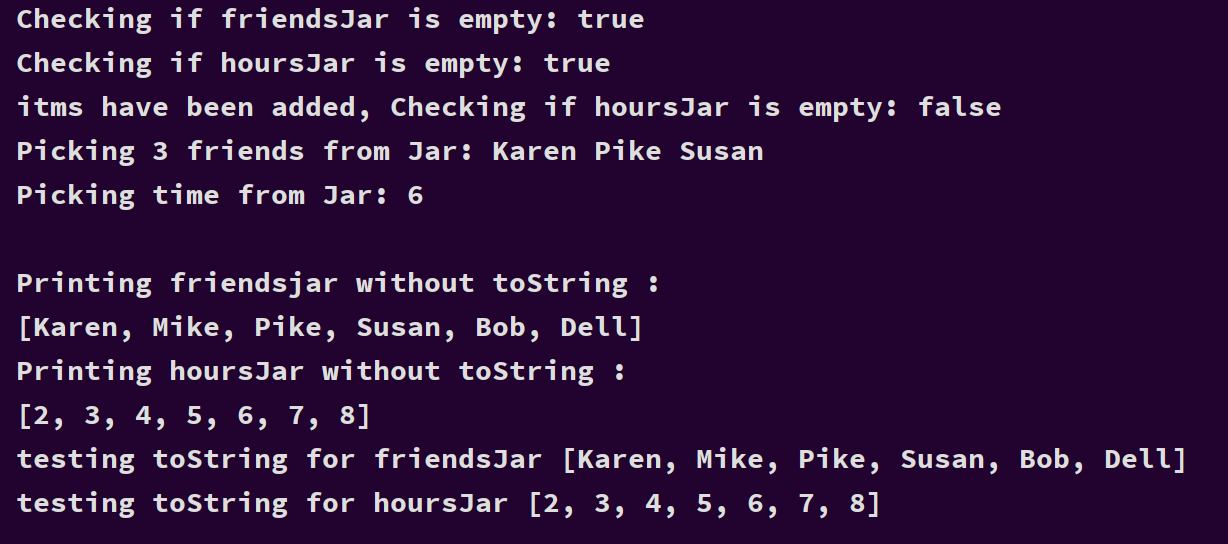 Checking if friendsJar is empty: true
Checking if hoursJar is empty: true
itms have been added, Checking if hoursJar is empty: false
Picking 3 friends from Jar: Karen Pike Susan
Picking time from Jar: 6
Printing friendsjar without toString :
[Karen, Mike, Pike, Susan, Bob, Dell]
Printing hoursJar without toString :
[2, 3, 4, 5, 6, 7, 8]
testing toString for friendsJar [Karen, Mike, Pike, Susan, Bob, Dell]
testing toString for hoursJar [2, 3, 4, 5, 6, 7, 8]